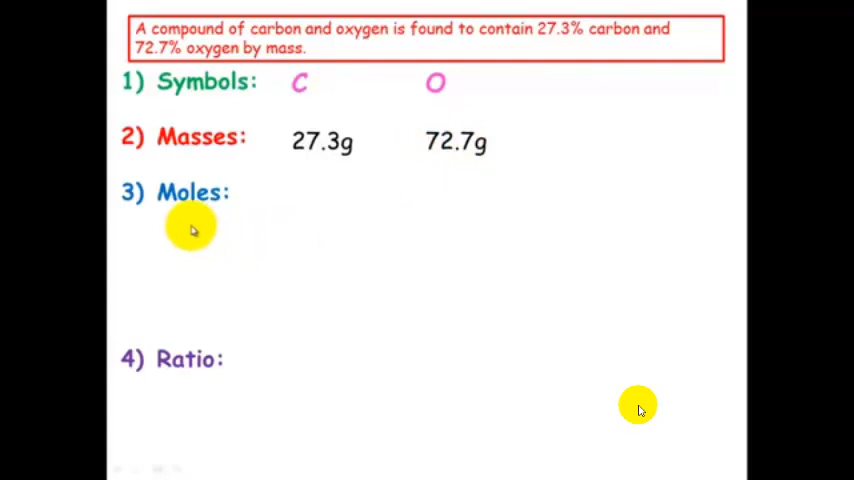 A compound of carbon and oxygen is found to contain 27.3% carbon and
72.7% oxygen by mass.
1) Symbols: C O
2) Masses: 27.3g 72.7g
3) Moles:
4) Ratio: